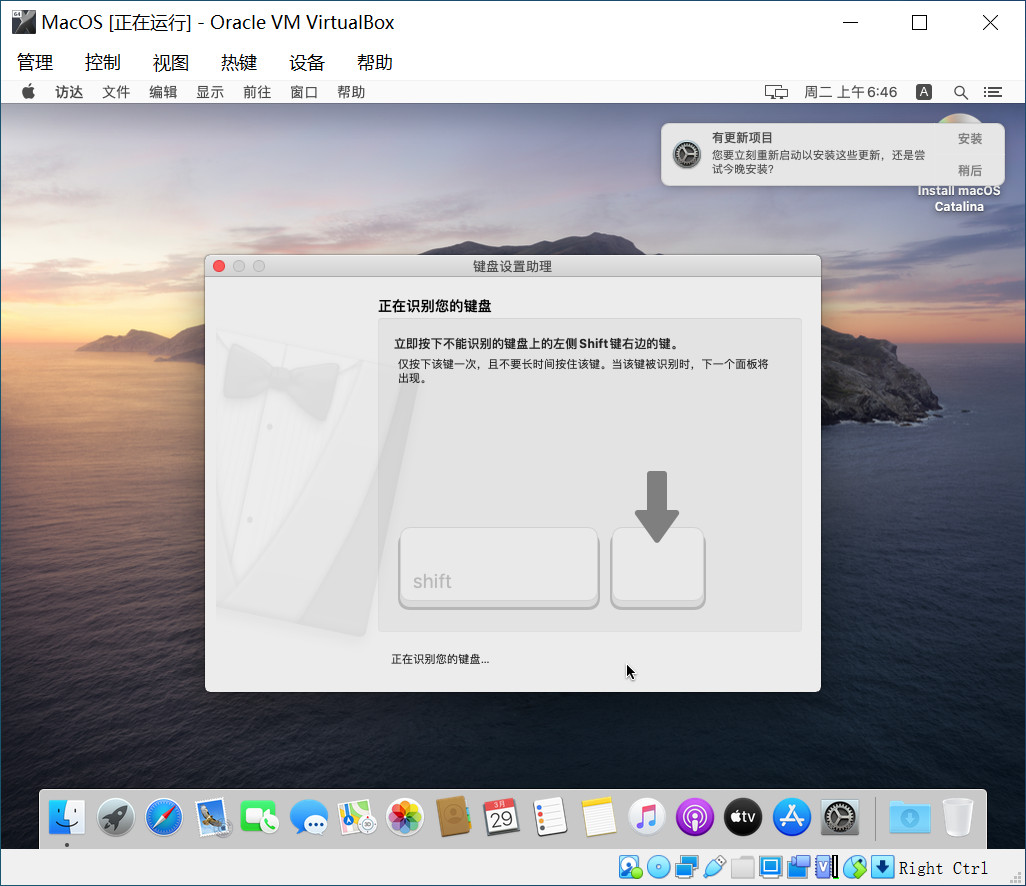 MacOS [正在运行] - Oracle VM VirtualBox
管理 控制 视图 热键 设备 帮助
访达 文件 编辑 显示 前往 窗口 帮助 周二 上午6:46 A
有更新项目
您要立刻重新启动以安装这些更新，还是尝
试今晚安装？
安装
稍后
Install macOS
Catalina
键盘设置助理
正在识别您的键盘
立即按下不能识别的键盘上的左侧 Shift 键右边的键。
仅按下该键一次，且不要长时间按住该键。当该键被识别时，下一个面板将
出现。
shift
正在识别您的键盘...
3月
29
tv
Right Ctrl